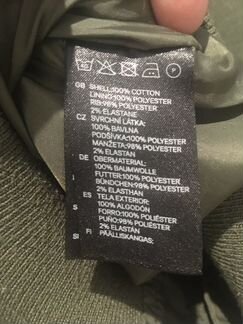 GB SHELL:100% COTTON
LINING:100% POLYESTER
RIB:98% POLYESTER
2% ELASTANE
CZ SVRCHNÍ LÁTKA:
100% BAVLNA
PODŠÍVKA:100% POLYESTER
MANŽETA:98% POLYESTER
2% ELASTAN
DE OBERMATERIAL:
100% BAUMWOLLE
FUTTER:100% POLYESTER
BÜNDCHEN:98% POLYESTER
2% ELASTHAN
ES TELA EXTERIOR:
100% ALGODÓN
FORRO:100% POLIÉSTER
PUÑO:98% POLIÉSTER
2% ELASTÁN
FI PÄÄLLISKANGAS: